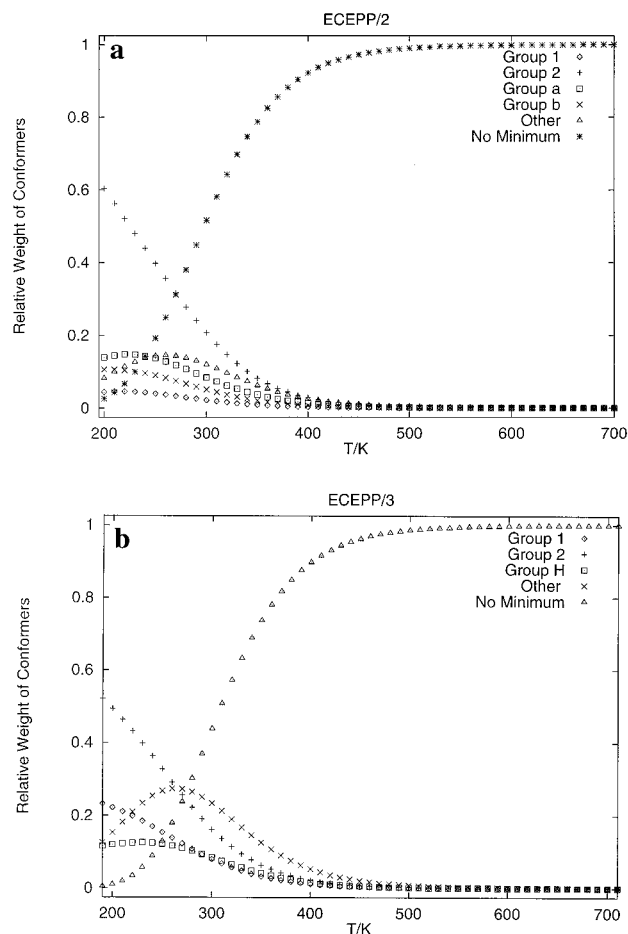 ECEPP/2
a
1
Group 1
Group 2
Group a
Group b
Other
No Minimum
0.8
0.6
0.4
0.2
0
Relative Weight of Conformers
200 300 400 500 600 700
T/K
ECEPP/3
b
1
Group 1
Group 2
Group H
Other
No Minimum
0.8
0.6
0.4
0.2
0
Relative Weight of Conformers
200 300 400 500 600 700
T/K